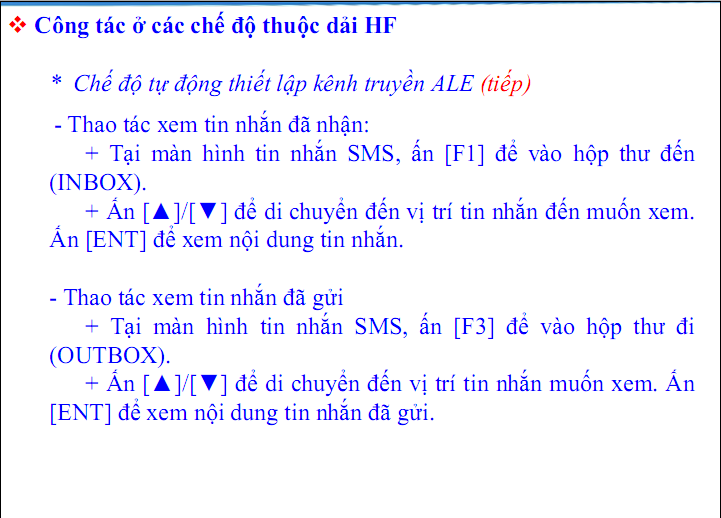 ❖ Công tác ở các chế độ thuộc dải HF
* Chế độ tự động thiết lập kênh truyền ALE (tiếp)
- Thao tác xem tin nhắn đã nhận:
+ Tại màn hình tin nhắn SMS, ấn [F1] để vào hộp thư đến
(INBOX).
+ Ấn [▲]/[▼] để di chuyển đến vị trí tin nhắn đến muốn xem.
Ấn [ENT] để xem nội dung tin nhắn.
- Thao tác xem tin nhắn đã gửi
+ Tại màn hình tin nhắn SMS, ấn [F3] để vào hộp thư đi
(OUTBOX).
+ Ấn [▲]/[▼] để di chuyển đến vị trí tin nhắn muốn xem. Ấn
[ENT] để xem nội dung tin nhắn đã gửi.